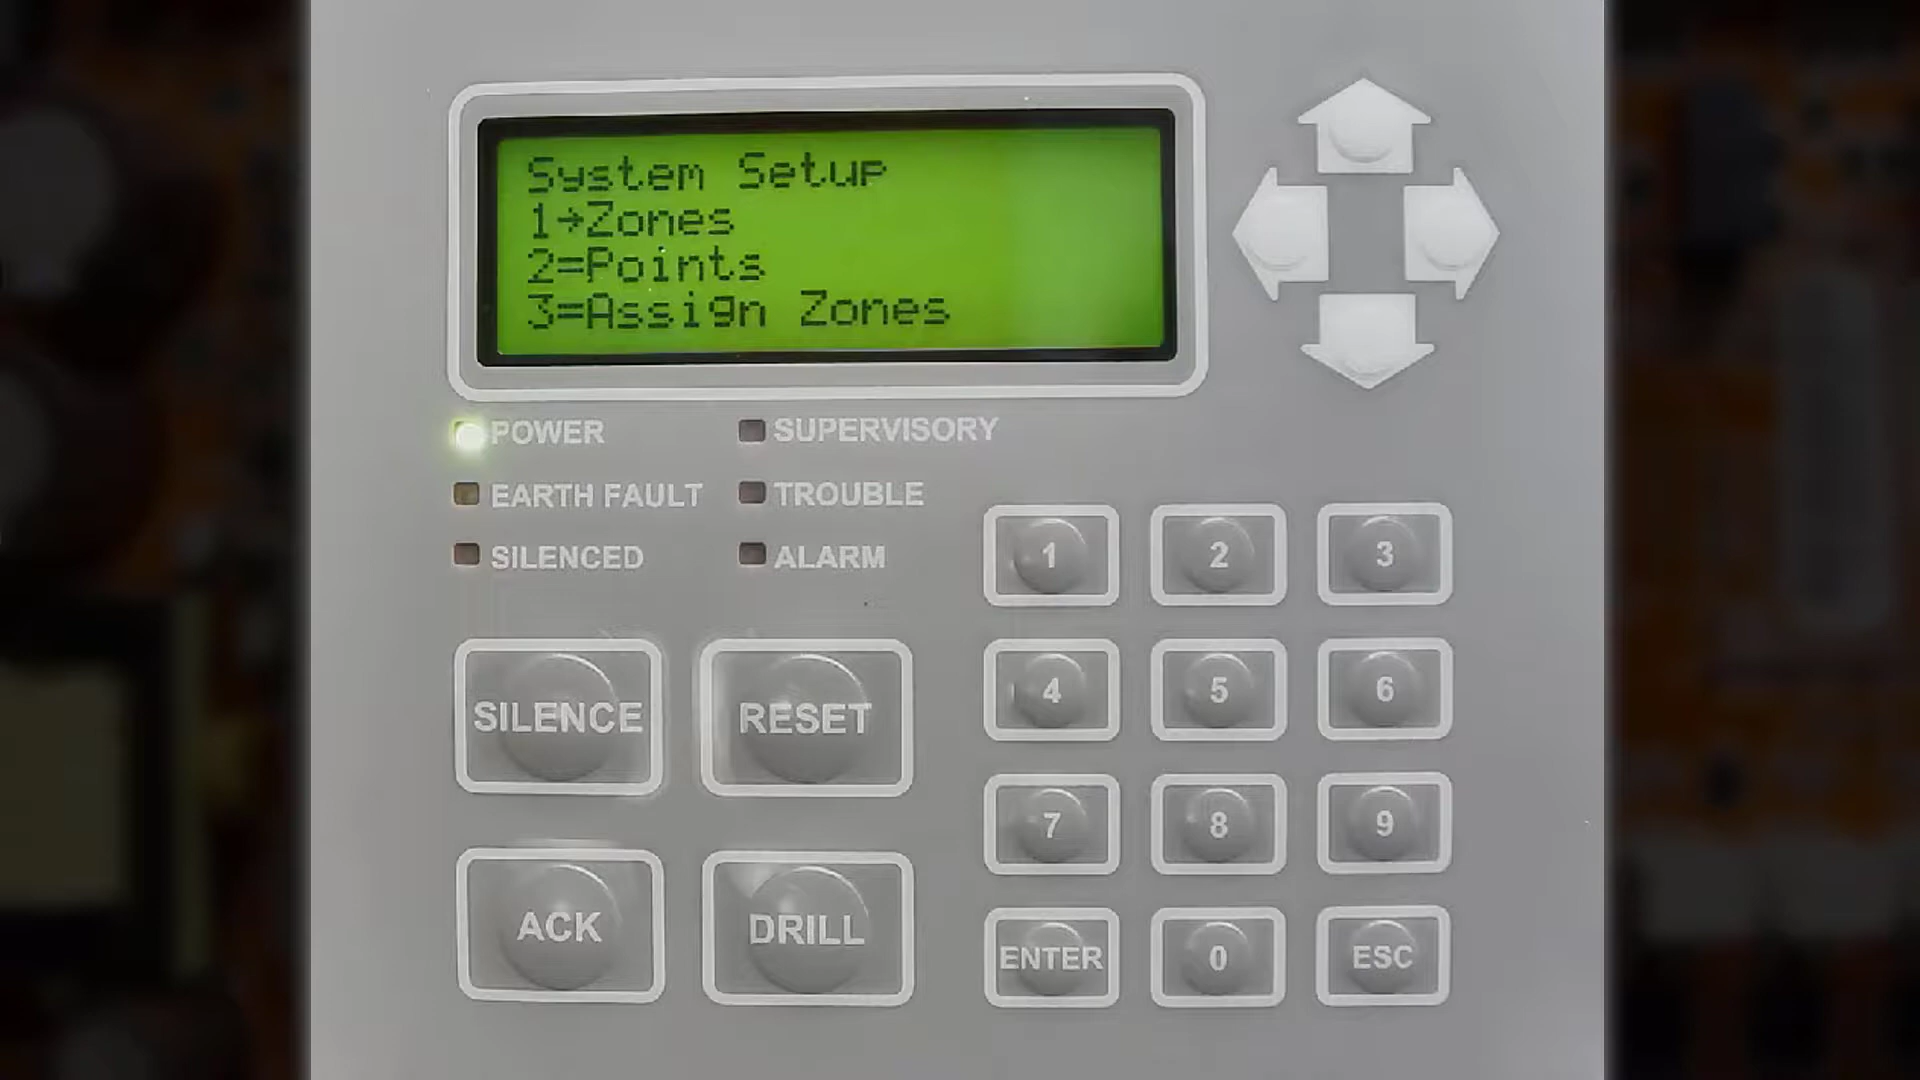 System Setup
1→Zones
2=Points
3=Assign Zones
POWER
SUPERVISORY
EARTH FAULT
TROUBLE
SILENCED
ALARM
1 2 3
4 5 6
7 8 9
ENTER 0 ESC
SILENCE RESET
ACK DRILL